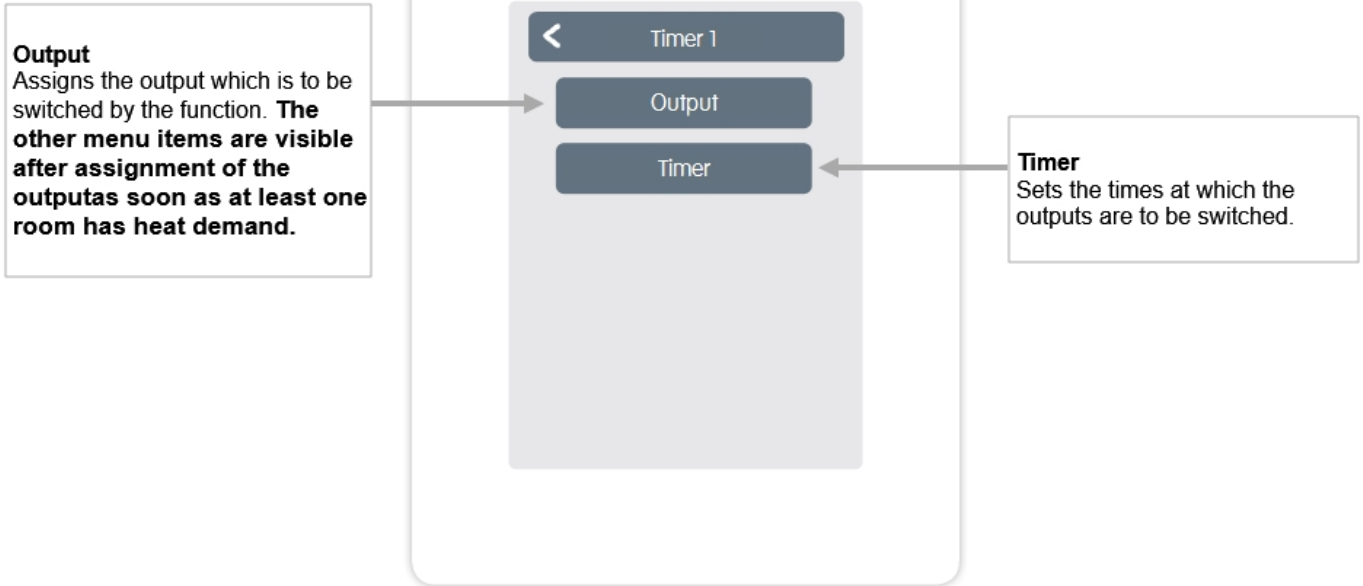 Output
Assigns the output which is to be
switched by the function. The
other menu items are visible
after assignment of the
outputas soon as at least one
room has heat demand.
Timer 1
Output
Timer
Timer
Sets the times at which the
outputs are to be switched.